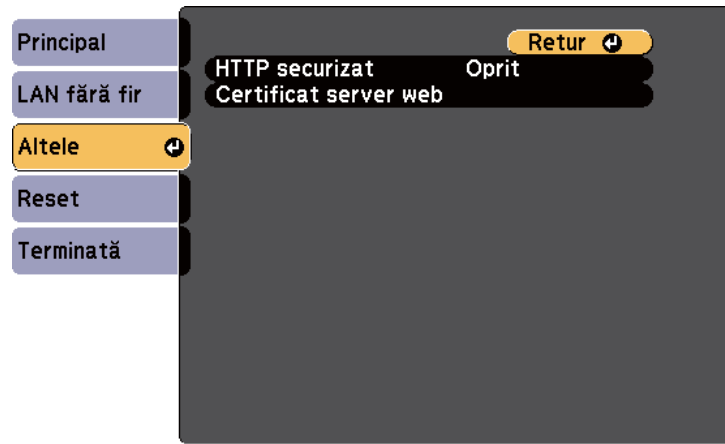 Principal
LAN fără fir
Altele
Reset
Terminată
Retur
HTTP securizat Oprit
Certificat server web